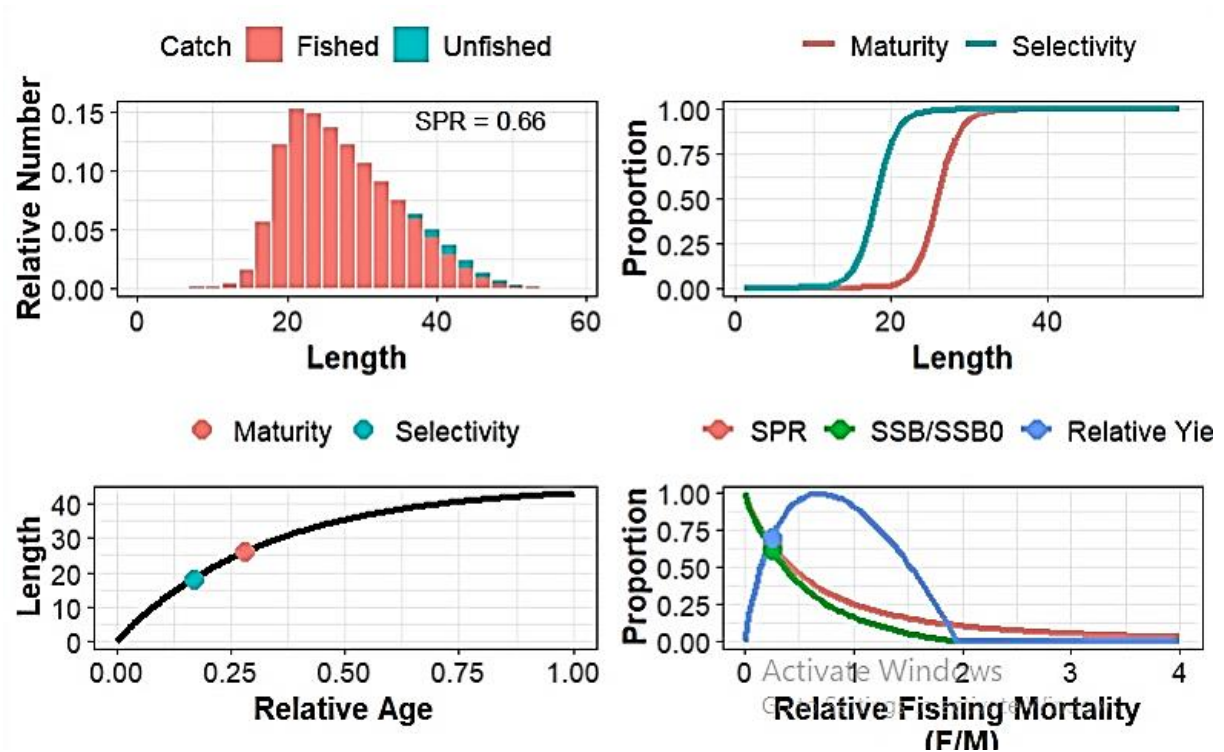 Catch Fished Unfished
Relative Number
0.15
0.10
0.05
0.00
SPR = 0.66
0 20 40 60
Length
Maturity Selectivity
Proportion
1.00
0.75
0.50
0.25
0.00
0 20 40
Length
Maturity Selectivity
Length
40
30
20
10
0
0.00 0.25 0.50 0.75 1.00
Relative Age
SPR SSB/SSB0 Relative Yie
Proportion
1.00
0.75
0.50
0.25
0.00
0 1 2 3 4
Activate Windows
Relative Fishing Mortality
(F/M)